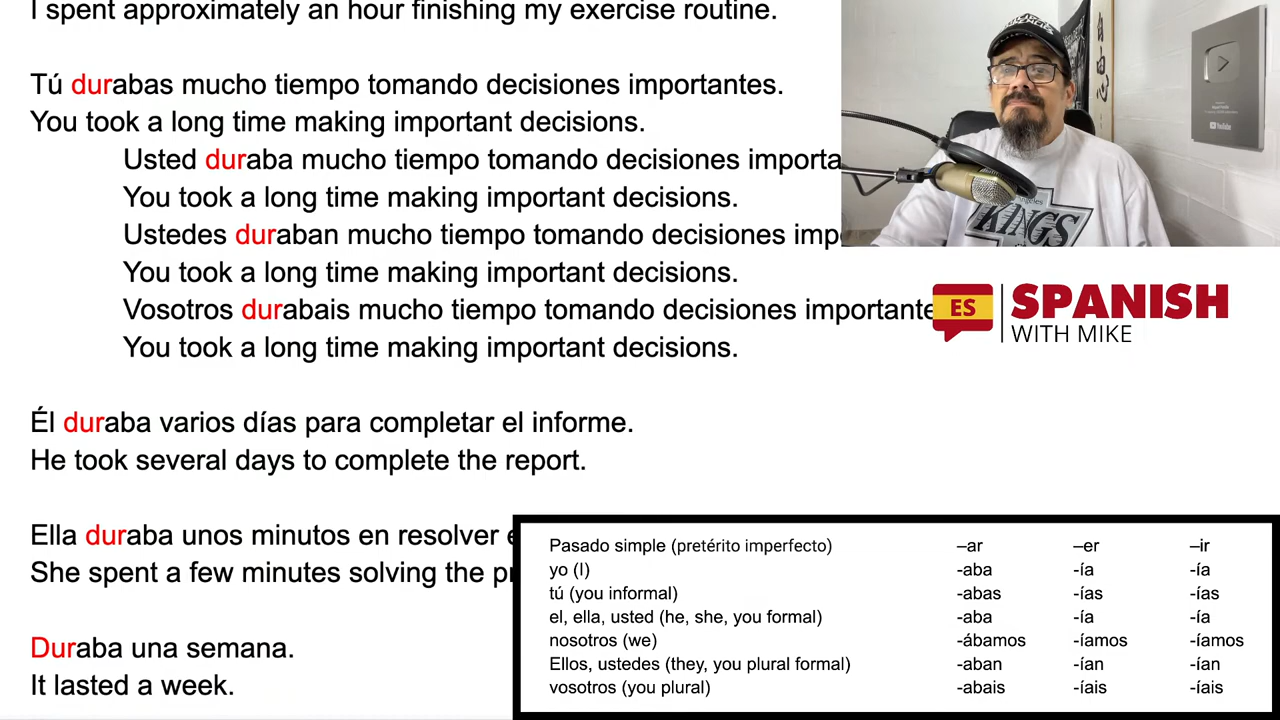 I spent approximately an hour finishing my exercise routine.
Tú durabas mucho tiempo tomando decisiones importantes.
You took a long time making important decisions.
Usted duraba mucho tiempo tomando decisiones importa
You took a long time making important decisions.
Ustedes duraban mucho tiempo tomando decisiones imp
You took a long time making important decisions.
Vosotros durabais mucho tiempo tomando decisiones importante
You took a long time making important decisions.
Él duraba varios días para completar el informe.
He took several days to complete the report.
Ella duraba unos minutos en resolver e
She spent a few minutes solving the pr
Duraba una semana.
It lasted a week.
自由心
KINGS
YouTube
ES SPANISH
WITH MIKE
Pasado simple (pretérito imperfecto) –ar –er –ir
yo (I) -aba -ía -ía
tú (you informal) -abas -ías -ías
el, ella, usted (he, she, you formal) -aba -ía -ía
nosotros (we) -ábamos -íamos -íamos
Ellos, ustedes (they, you plural formal) -aban -ían -ían
vosotros (you plural) -abais -íais -íais